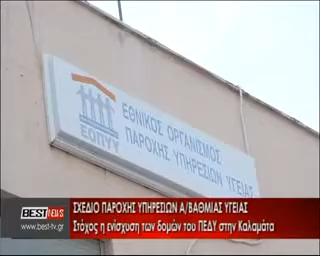 ΕΟΠΥΥ
ΕΘΝΙΚΟΣ ΟΡΓΑΝΙΣΜΟΣ
ΠΑΡΟΧΗΣ ΥΠΗΡΕΣΙΩΝ ΥΓΕΙΑΣ
BEST NEWS
www.best-tv.gr
ΣΧΕΔΙΟ ΠΑΡΟΧΗΣ ΥΠΗΡΕΣΙΩΝ Α/ΒΑΘΜΙΑΣ ΥΓΕΙΑΣ
Στόχος η ενίσχυση των δομών του ΠΕΔΥ στην Καλαμάτα